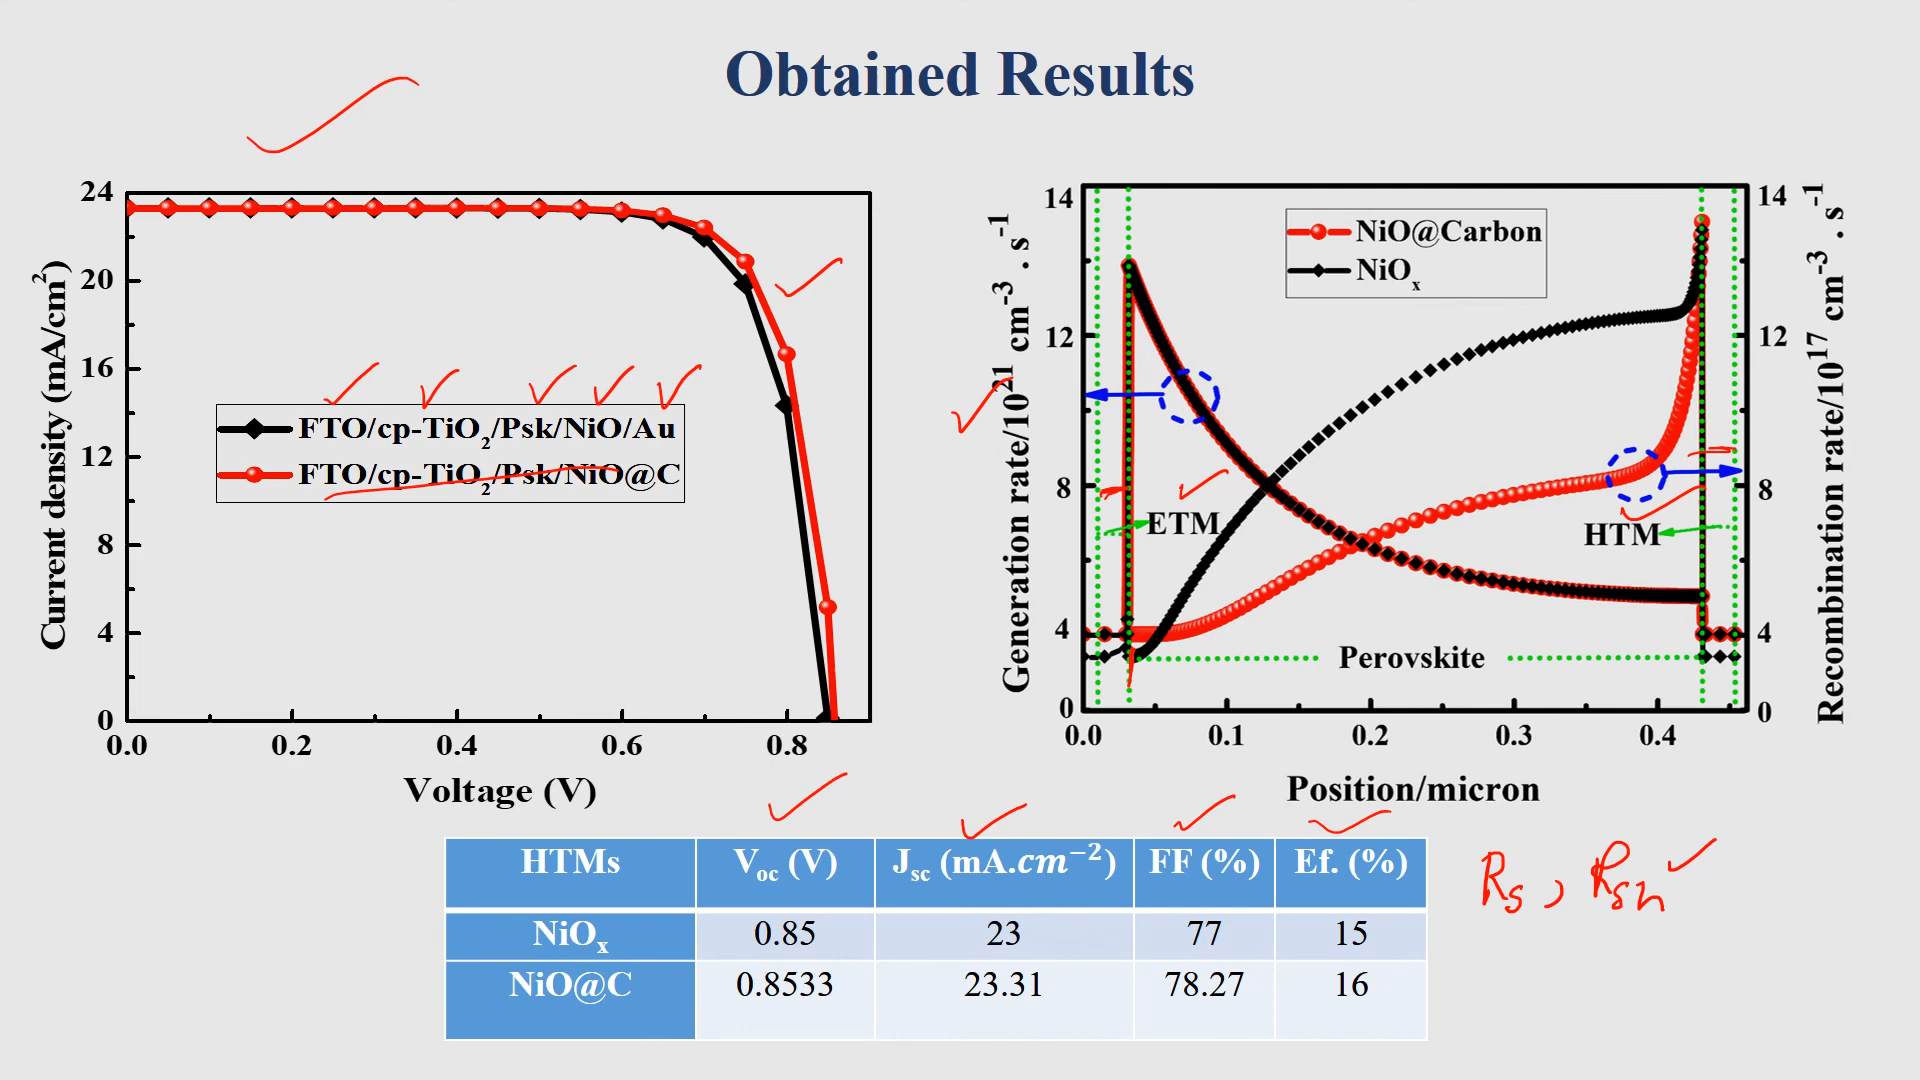 Obtained Results
24
20
16
12
8
4
0
0.0 0.2 0.4 0.6 0.8
Current density (mA/cm²)
Voltage (V)
FTO/cp-TiO₂/Psk/NiO/Au
FTO/cp-TiO₂/Psk/NiO@C
14
12
8
4
0
Generation rate/10²¹ cm⁻³ . s⁻¹
NiO@Carbon
NiOₓ
ETM
HTM
Perovskite
14
12
8
4
0
Recombination rate/10¹⁷ cm⁻³ . s⁻¹
0.0 0.1 0.2 0.3 0.4
Position/micron
HTMs Voc (V) Jsc (mA.cm⁻²) FF (%) Ef. (%)
NiOₓ 0.85 23 77 15
NiO@C 0.8533 23.31 78.27 16
Rs, Rsh